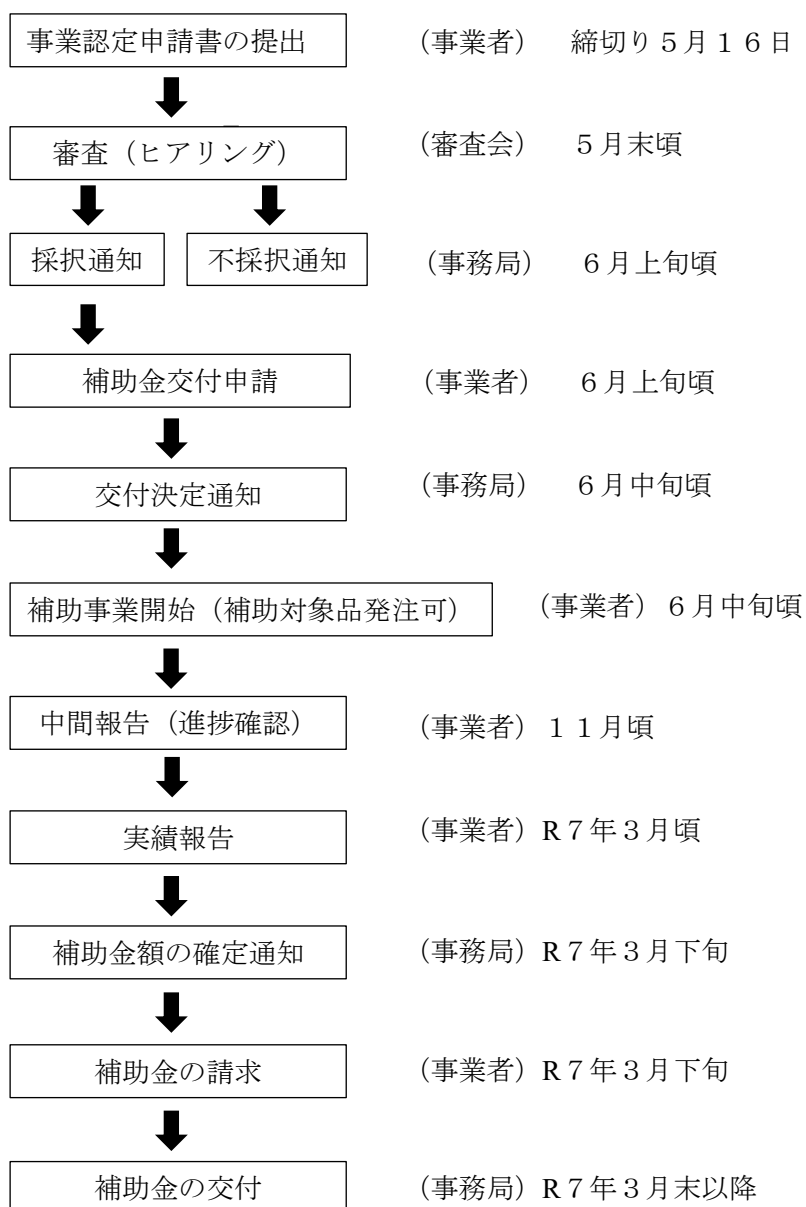 事業認定申請書の提出 （事業者） 締切り５月１６日
審査（ヒアリング） （審査会） ５月末頃
採択通知 不採択通知 （事務局） ６月上旬頃
補助金交付申請 （事業者） ６月上旬頃
交付決定通知 （事務局） ６月中旬頃
補助事業開始（補助対象品発注可） （事業者）６月中旬頃
中間報告（進捗確認） （事業者）１１月頃
実績報告 （事業者）R７年３月頃
補助金額の確定通知 （事務局）R７年３月下旬
補助金の請求 （事業者）R７年３月下旬
補助金の交付 （事務局）R７年３月末以降